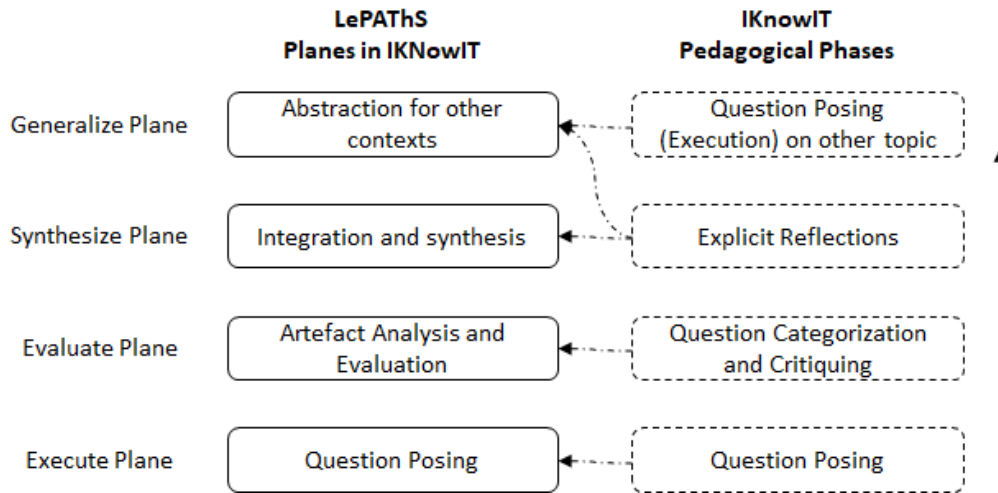 LePAThS
Planes in IKNowIT
IKnowIT
Pedagogical Phases
Generalize Plane
Abstraction for other
contexts
Question Posing
(Execution) on other topic
Synthesize Plane
Integration and synthesis
Explicit Reflections
Evaluate Plane
Artefact Analysis and
Evaluation
Question Categorization
and Critiquing
Execute Plane
Question Posing
Question Posing